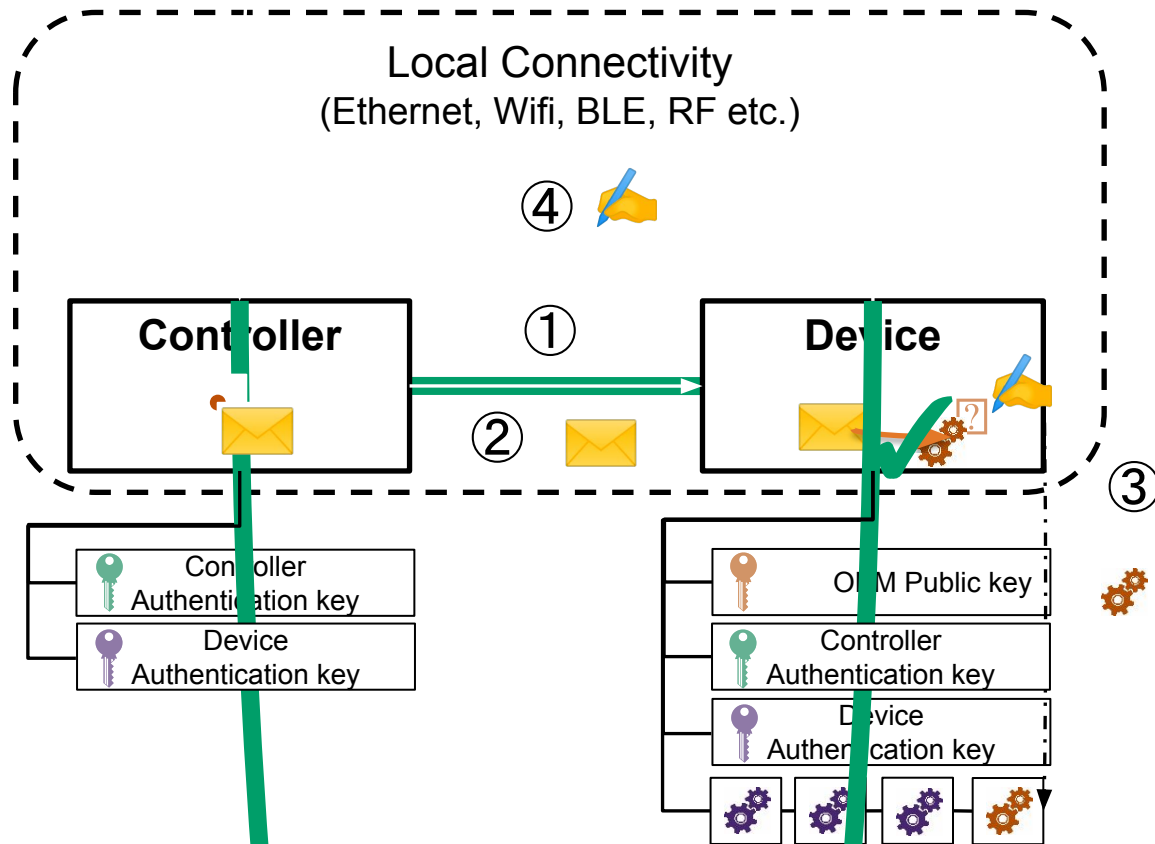 Local Connectivity
(Ethernet, Wifi, BLE, RF etc.)
④
①
Controller
Device
②
?
③
Controller
Authentication key
Device
Authentication key
OEM Public key
Controller
Authentication key
Device
Authentication key